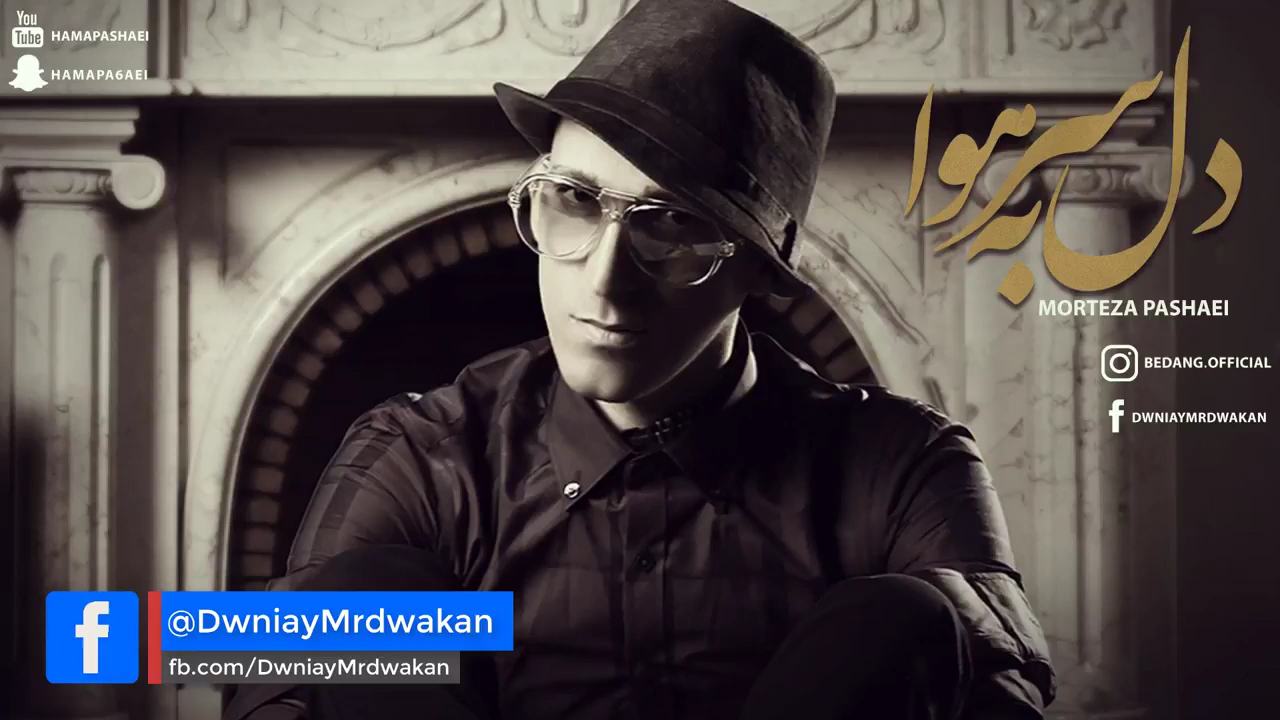 You
Tube
HAMAPASHAEI
HAMAPA6AEI
دل به سر هوا
MORTEZA PASHAEI
BEDANG.OFFICIAL
DWNIAYMRDWAKAN
@DwniayMrdwakan
fb.com/DwniayMrdwakan